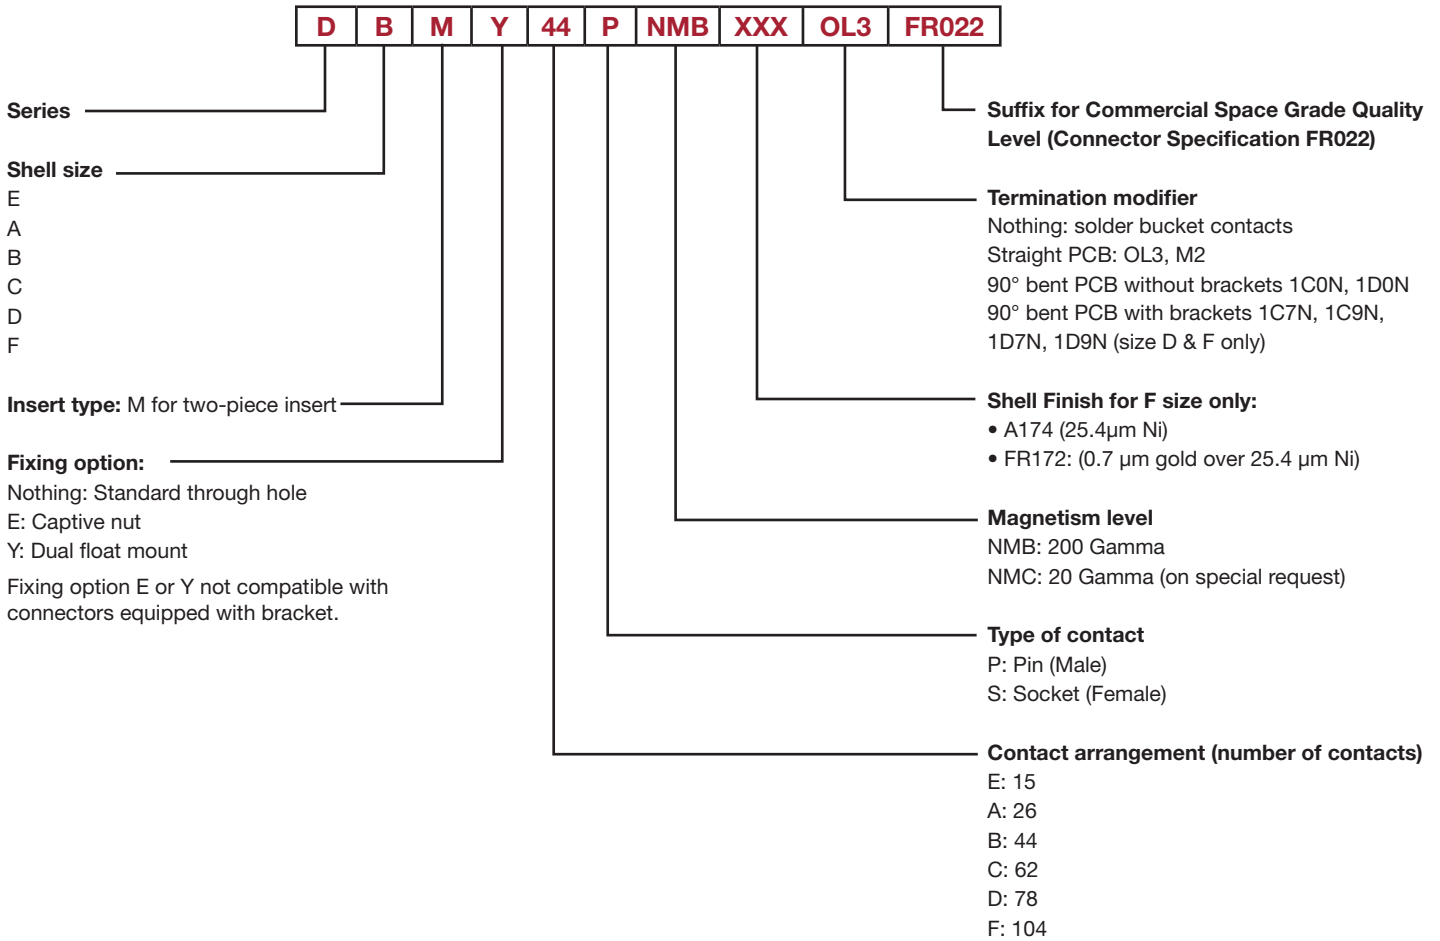 D B M Y 44 P NMB XXX OL3 FR022
Series
Shell size
E
A
B
C
D
F
Insert type: M for two-piece insert
Fixing option:
Nothing: Standard through hole
E: Captive nut
Y: Dual float mount
Fixing option E or Y not compatible with
connectors equipped with bracket.
Suffix for Commercial Space Grade Quality
Level (Connector Specification FR022)
Termination modifier
Nothing: solder bucket contacts
Straight PCB: OL3, M2
90° bent PCB without brackets 1C0N, 1D0N
90° bent PCB with brackets 1C7N, 1C9N,
1D7N, 1D9N (size D & F only)
Shell Finish for F size only:
• A174 (25.4µm Ni)
• FR172: (0.7 µm gold over 25.4 µm Ni)
Magnetism level
NMB: 200 Gamma
NMC: 20 Gamma (on special request)
Type of contact
P: Pin (Male)
S: Socket (Female)
Contact arrangement (number of contacts)
E: 15
A: 26
B: 44
C: 62
D: 78
F: 104